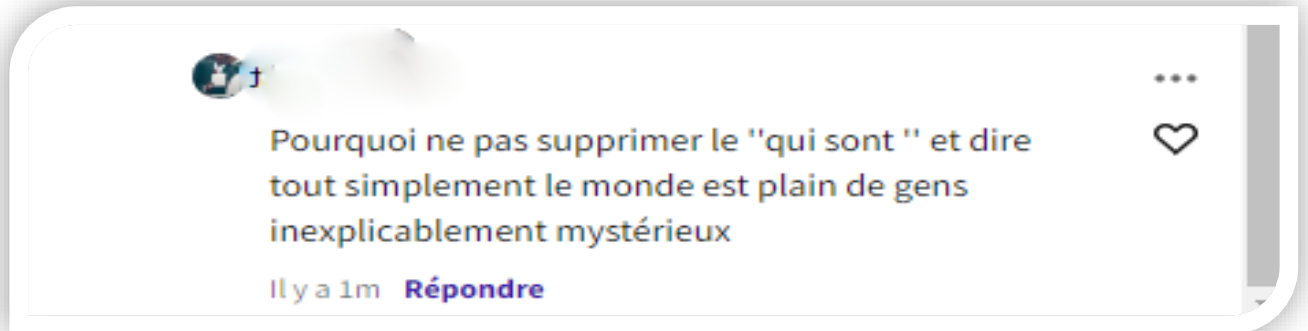 Pourquoi ne pas supprimer le ''qui sont '' et dire
tout simplement le monde est plain de gens
inexplicablement mystérieux
Il y a 1m Répondre